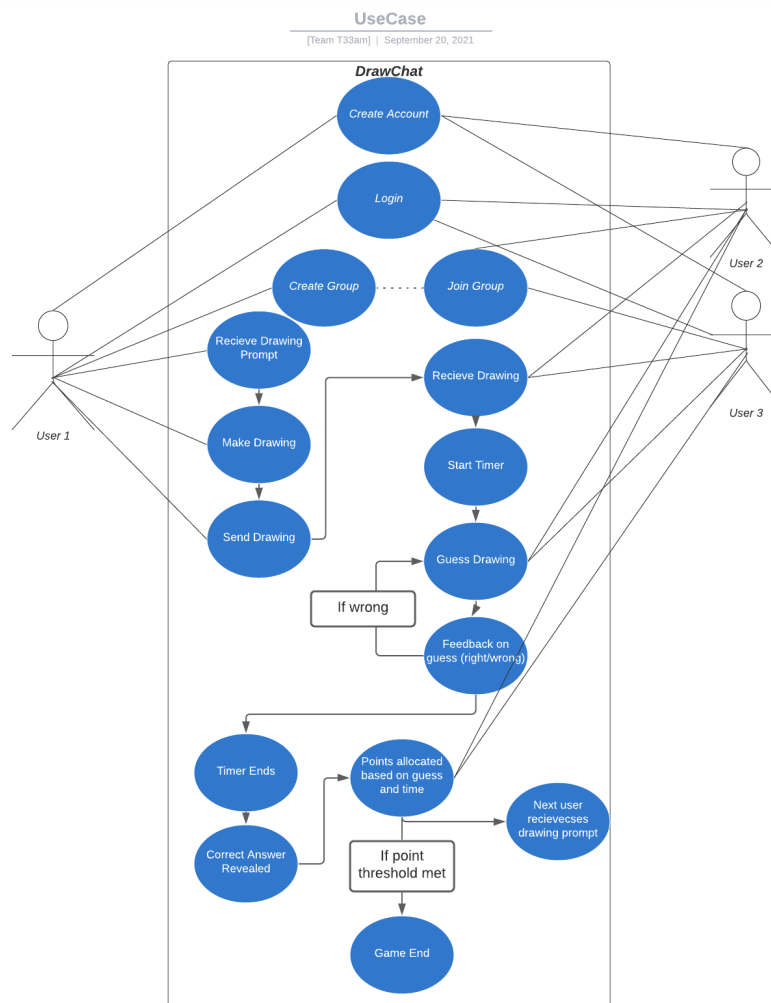 UseCase
[Team T33am] | September 20, 2021
DrawChat
Create Account
Login
Create Group
Join Group
User 2
Recieve Drawing
Prompt
Recieve Drawing
User 1
User 3
Make Drawing
Start Timer
Send Drawing
Guess Drawing
If wrong
Feedback on
guess (right/wrong)
Timer Ends
Points allocated
based on guess
and time
Next user
recievecses
drawing prompt
Correct Answer
Revealed
If point
threshold met
Game End